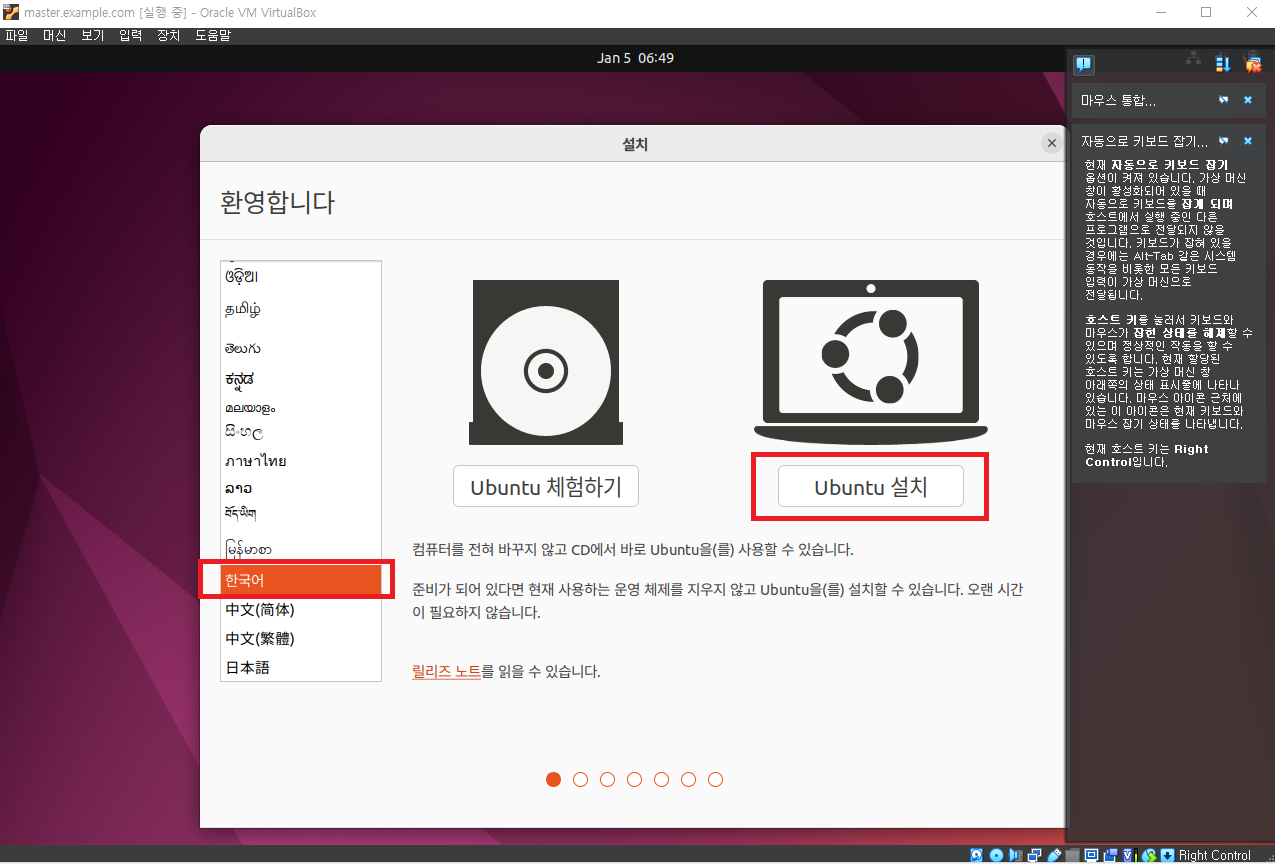 master.example.com [실행 중] - Oracle VM VirtualBox
파일 머신 보기 입력 장치 도움말
Jan 5 06:49
설치
환영합니다
ଓଡ଼ିଆ
தமிழ்
తెలుగు
ಕನ್ನಡ
മലയാളം
සිංහල
ภาษาไทย
ລາວ
བོད་ཡིག
မြန်မာစာ
한국어
中文(简体)
中文(繁體)
日本語
Ubuntu 체험하기
Ubuntu 설치
컴퓨터를 전혀 바꾸지 않고 CD에서 바로 Ubuntu을(를) 사용할 수 있습니다.
준비가 되어 있다면 현재 사용하는 운영 체제를 지우지 않고 Ubuntu을(를) 설치할 수 있습니다. 오랜 시간
이 필요하지 않습니다.
릴리즈 노트를 읽을 수 있습니다.
마우스 통합...
자동으로 키보드 잡기...
현재 자동으로 키보드 잡기
옵션이 켜져 있습니다. 가상 머신
창이 활성화되어 있을 때
자동으로 키보드를 잡게 되며
호스트에서 실행 중인 다른
프로그램으로 전달되지 않을
것입니다. 키보드가 잡혀 있을
경우에는 Alt-Tab 같은 시스템
동작을 비롯한 모든 키보드
입력이 가상 머신으로
전달됩니다.
호스트 키를 눌러서 키보드와
마우스가 잡힌 상태를 해제할 수
있으며 정상적인 작동을 할 수
있도록 합니다. 현재 할당된
호스트 키는 가상 머신 창
아래쪽의 상태 표시줄에 나타나
있습니다. 마우스 아이콘 근처에
있는 이 아이콘은 현재 키보드와
마우스 잡기 상태를 나타냅니다.
현재 호스트 키는 Right
Control입니다.
Right Control